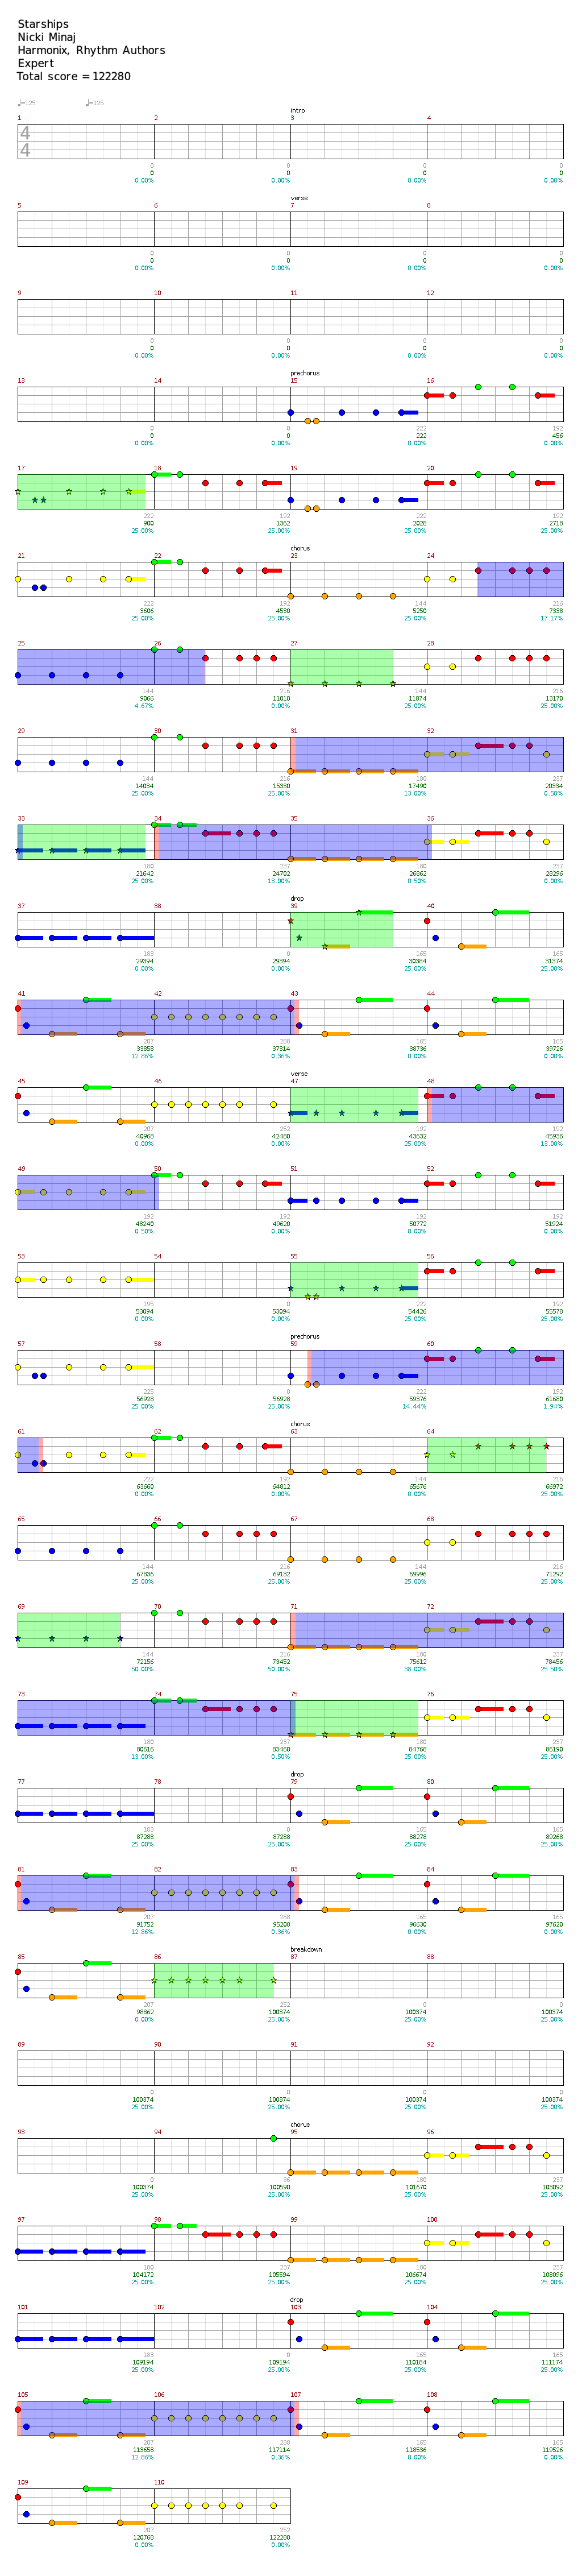 Starships
Nicki Minaj
Harmonix, Rhythm Authors
Expert
Total score = 122280
♩=125 ♩=125
intro
1 2 3 4
4
4
0 0 0 0
0 0 0 0
0.00% 0.00% 0.00% 0.00%
verse
5 6 7 8
0 0 0 0
0 0 0 0
0.00% 0.00% 0.00% 0.00%
9 10 11 12
0 0 0 0
0 0 0 0
0.00% 0.00% 0.00% 0.00%
prechorus
13 14 15 16
0 0 222 192
0 0 222 456
0.00% 0.00% 0.00% 0.00%
17 18 19 20
222 192 222 192
900 1362 2028 2718
25.00% 25.00% 25.00% 25.00%
chorus
21 22 23 24
222 192 144 216
3606 4530 5250 7338
25.00% 25.00% 25.00% 17.17%
25 26 27 28
144 216 144 216
9066 11010 11874 13170
4.67% 0.00% 25.00% 25.00%
29 30 31 32
144 216 180 237
14034 15330 17490 20334
25.00% 25.00% 13.00% 0.50%
33 34 35 36
180 237 180 237
21642 24702 26862 28296
25.00% 13.00% 0.50% 0.00%
drop
37 38 39 40
183 0 165 165
29394 29394 30384 31374
0.00% 0.00% 25.00% 25.00%
41 42 43 44
207 288 165 165
33858 37314 38736 39726
12.86% 0.36% 0.00% 0.00%
verse
45 46 47 48
207 252 192 192
40968 42480 43632 45936
0.00% 0.00% 25.00% 13.00%
49 50 51 52
192 192 192 192
48240 49620 50772 51924
0.50% 0.00% 0.00% 0.00%
53 54 55 56
195 0 222 192
53094 53094 54426 55578
0.00% 0.00% 25.00% 25.00%
prechorus
57 58 59 60
225 0 222 192
56928 56928 59376 61680
25.00% 25.00% 14.44% 1.94%
chorus
61 62 63 64
222 192 144 216
63660 64812 65676 66972
0.00% 0.00% 0.00% 25.00%
65 66 67 68
144 216 144 216
67836 69132 69996 71292
25.00% 25.00% 25.00% 25.00%
69 70 71 72
144 216 180 237
72156 73452 75612 78456
50.00% 50.00% 38.00% 25.50%
73 74 75 76
180 237 180 237
80616 83460 84768 86190
13.00% 0.50% 25.00% 25.00%
drop
77 78 79 80
183 0 165 165
87288 87288 88278 89268
25.00% 25.00% 25.00% 25.00%
81 82 83 84
207 288 165 165
91752 95208 96630 97620
12.86% 0.36% 0.00% 0.00%
breakdown
85 86 87 88
207 252 0 0
98862 100374 100374 100374
0.00% 25.00% 25.00% 25.00%
89 90 91 92
0 0 0 0
100374 100374 100374 100374
25.00% 25.00% 25.00% 25.00%
chorus
93 94 95 96
0 36 180 237
100374 100590 101670 103092
25.00% 25.00% 25.00% 25.00%
97 98 99 100
180 237 180 237
104172 105594 106674 108096
25.00% 25.00% 25.00% 25.00%
drop
101 102 103 104
183 0 165 165
109194 109194 110184 111174
25.00% 25.00% 25.00% 25.00%
105 106 107 108
207 288 165 165
113658 117114 118536 119526
12.86% 0.36% 0.00% 0.00%
109 110
207 252
120768 122280
0.00% 0.00%